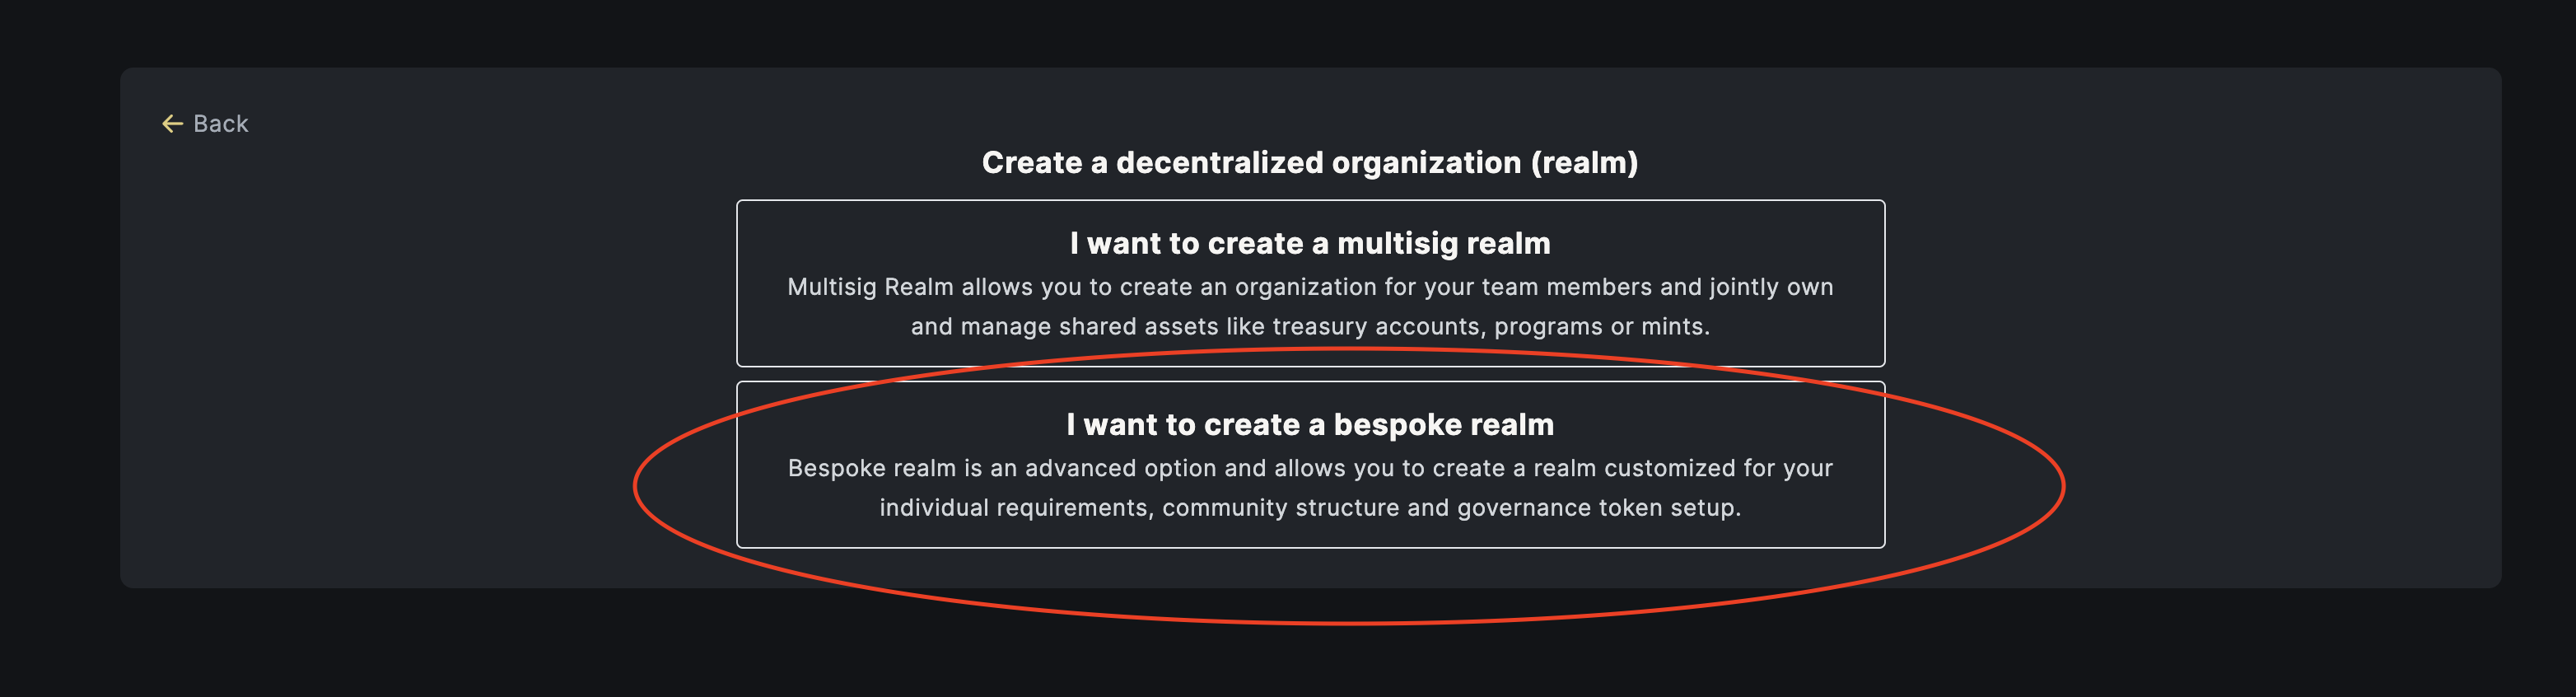 Back
Create a decentralized organization (realm)
I want to create a multisig realm
Multisig Realm allows you to create an organization for your team members and jointly own
and manage shared assets like treasury accounts, programs or mints.
I want to create a bespoke realm
Bespoke realm is an advanced option and allows you to create a realm customized for your
individual requirements, community structure and governance token setup.